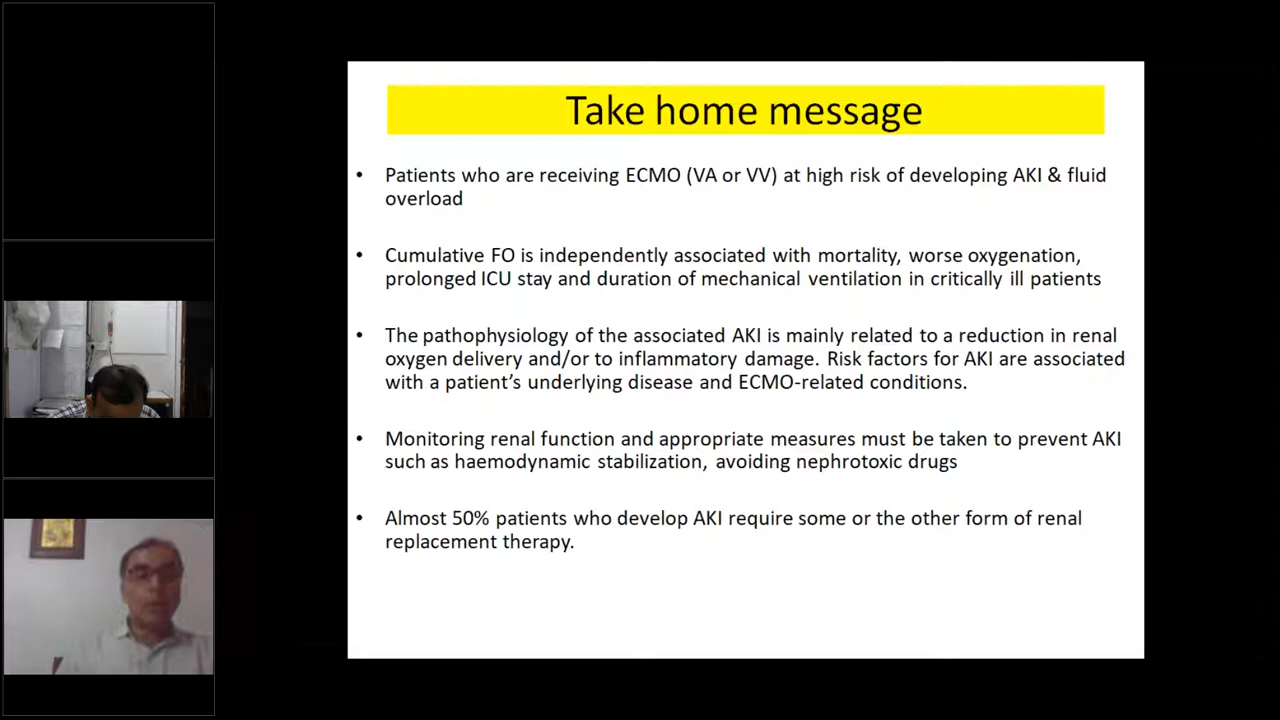 Take home message
• Patients who are receiving ECMO (VA or VV) at high risk of developing AKI & fluid
overload
• Cumulative FO is independently associated with mortality, worse oxygenation,
prolonged ICU stay and duration of mechanical ventilation in critically ill patients
• The pathophysiology of the associated AKI is mainly related to a reduction in renal
oxygen delivery and/or to inflammatory damage. Risk factors for AKI are associated
with a patient’s underlying disease and ECMO-related conditions.
• Monitoring renal function and appropriate measures must be taken to prevent AKI
such as haemodynamic stabilization, avoiding nephrotoxic drugs
• Almost 50% patients who develop AKI require some or the other form of renal
replacement therapy.